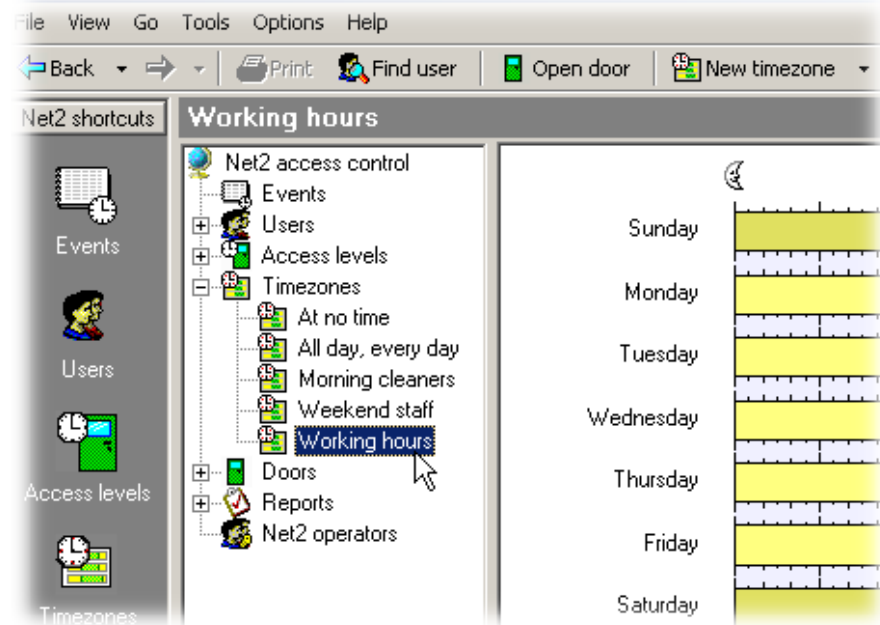 File View Go Tools Options Help
Back Print Find user Open door New timezone
Net2 shortcuts
Working hours
Events
Users
Access levels
Timezones
Net2 access control
Events
Users
Access levels
Timezones
At no time
All day, every day
Morning cleaners
Weekend staff
Working hours
Doors
Reports
Net2 operators
Sunday
Monday
Tuesday
Wednesday
Thursday
Friday
Saturday